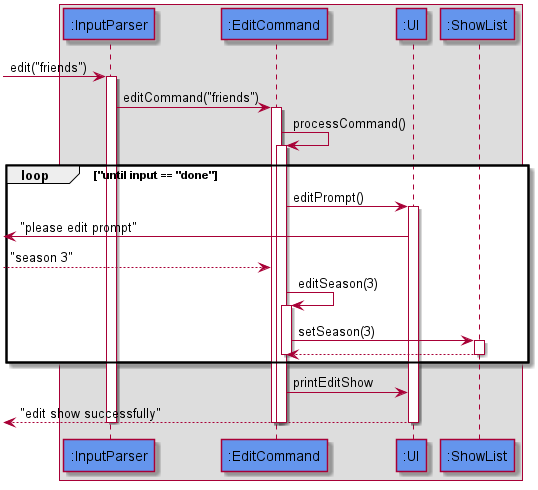 :InputParser :EditCommand :UI :ShowList
edit("friends")
editCommand("friends")
processCommand()
loop ["until input == "done"]
editPrompt()
"please edit prompt"
"season 3"
editSeason(3)
setSeason(3)
printEditShow
"edit show successfully"
:InputParser :EditCommand :UI :ShowList